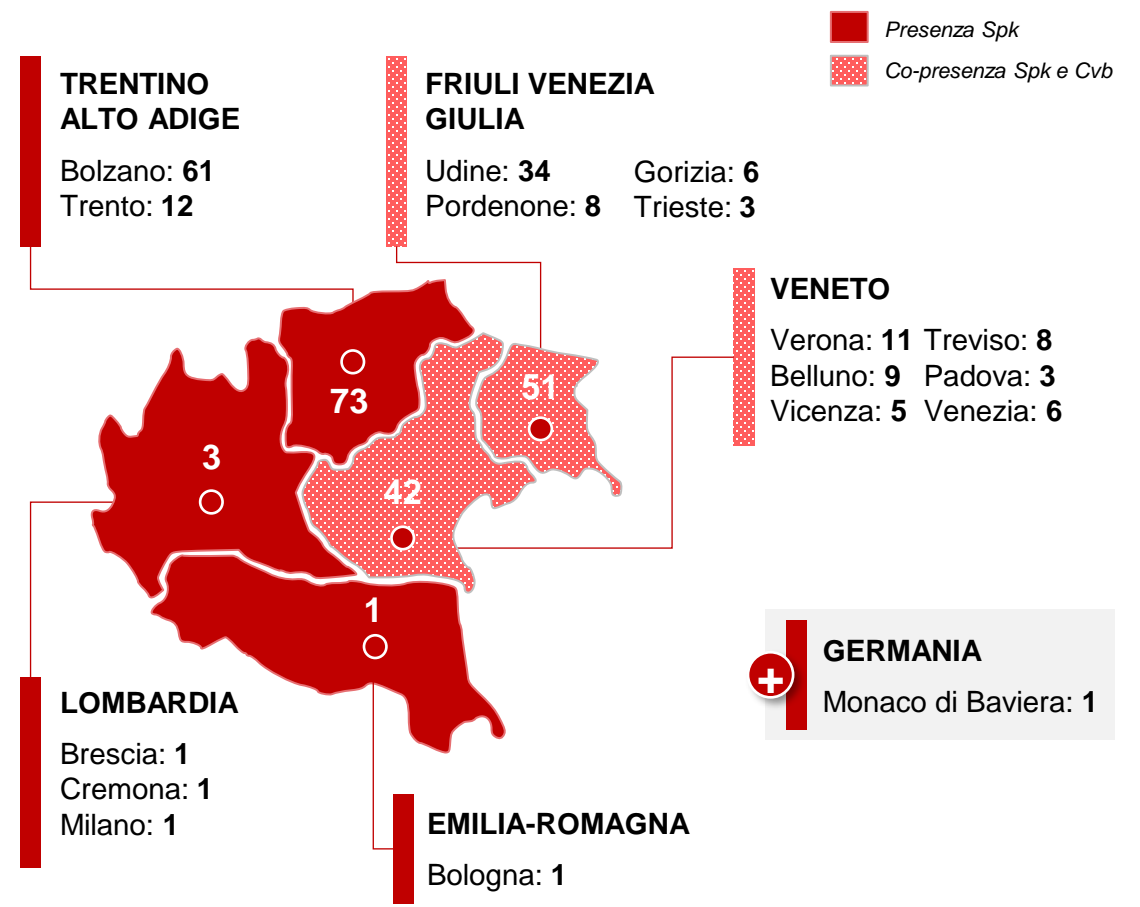 Presenza Spk
Co-presenza Spk e Cvb
TRENTINO
ALTO ADIGE
Bolzano: 61
Trento: 12
FRIULI VENEZIA
GIULIA
Udine: 34 Gorizia: 6
Pordenone: 8 Trieste: 3
VENETO
Verona: 11 Treviso: 8
Belluno: 9 Padova: 3
Vicenza: 5 Venezia: 6
73
51
3
42
1
GERMANIA
Monaco di Baviera: 1
+
LOMBARDIA
Brescia: 1
Cremona: 1
Milano: 1
EMILIA-ROMAGNA
Bologna: 1